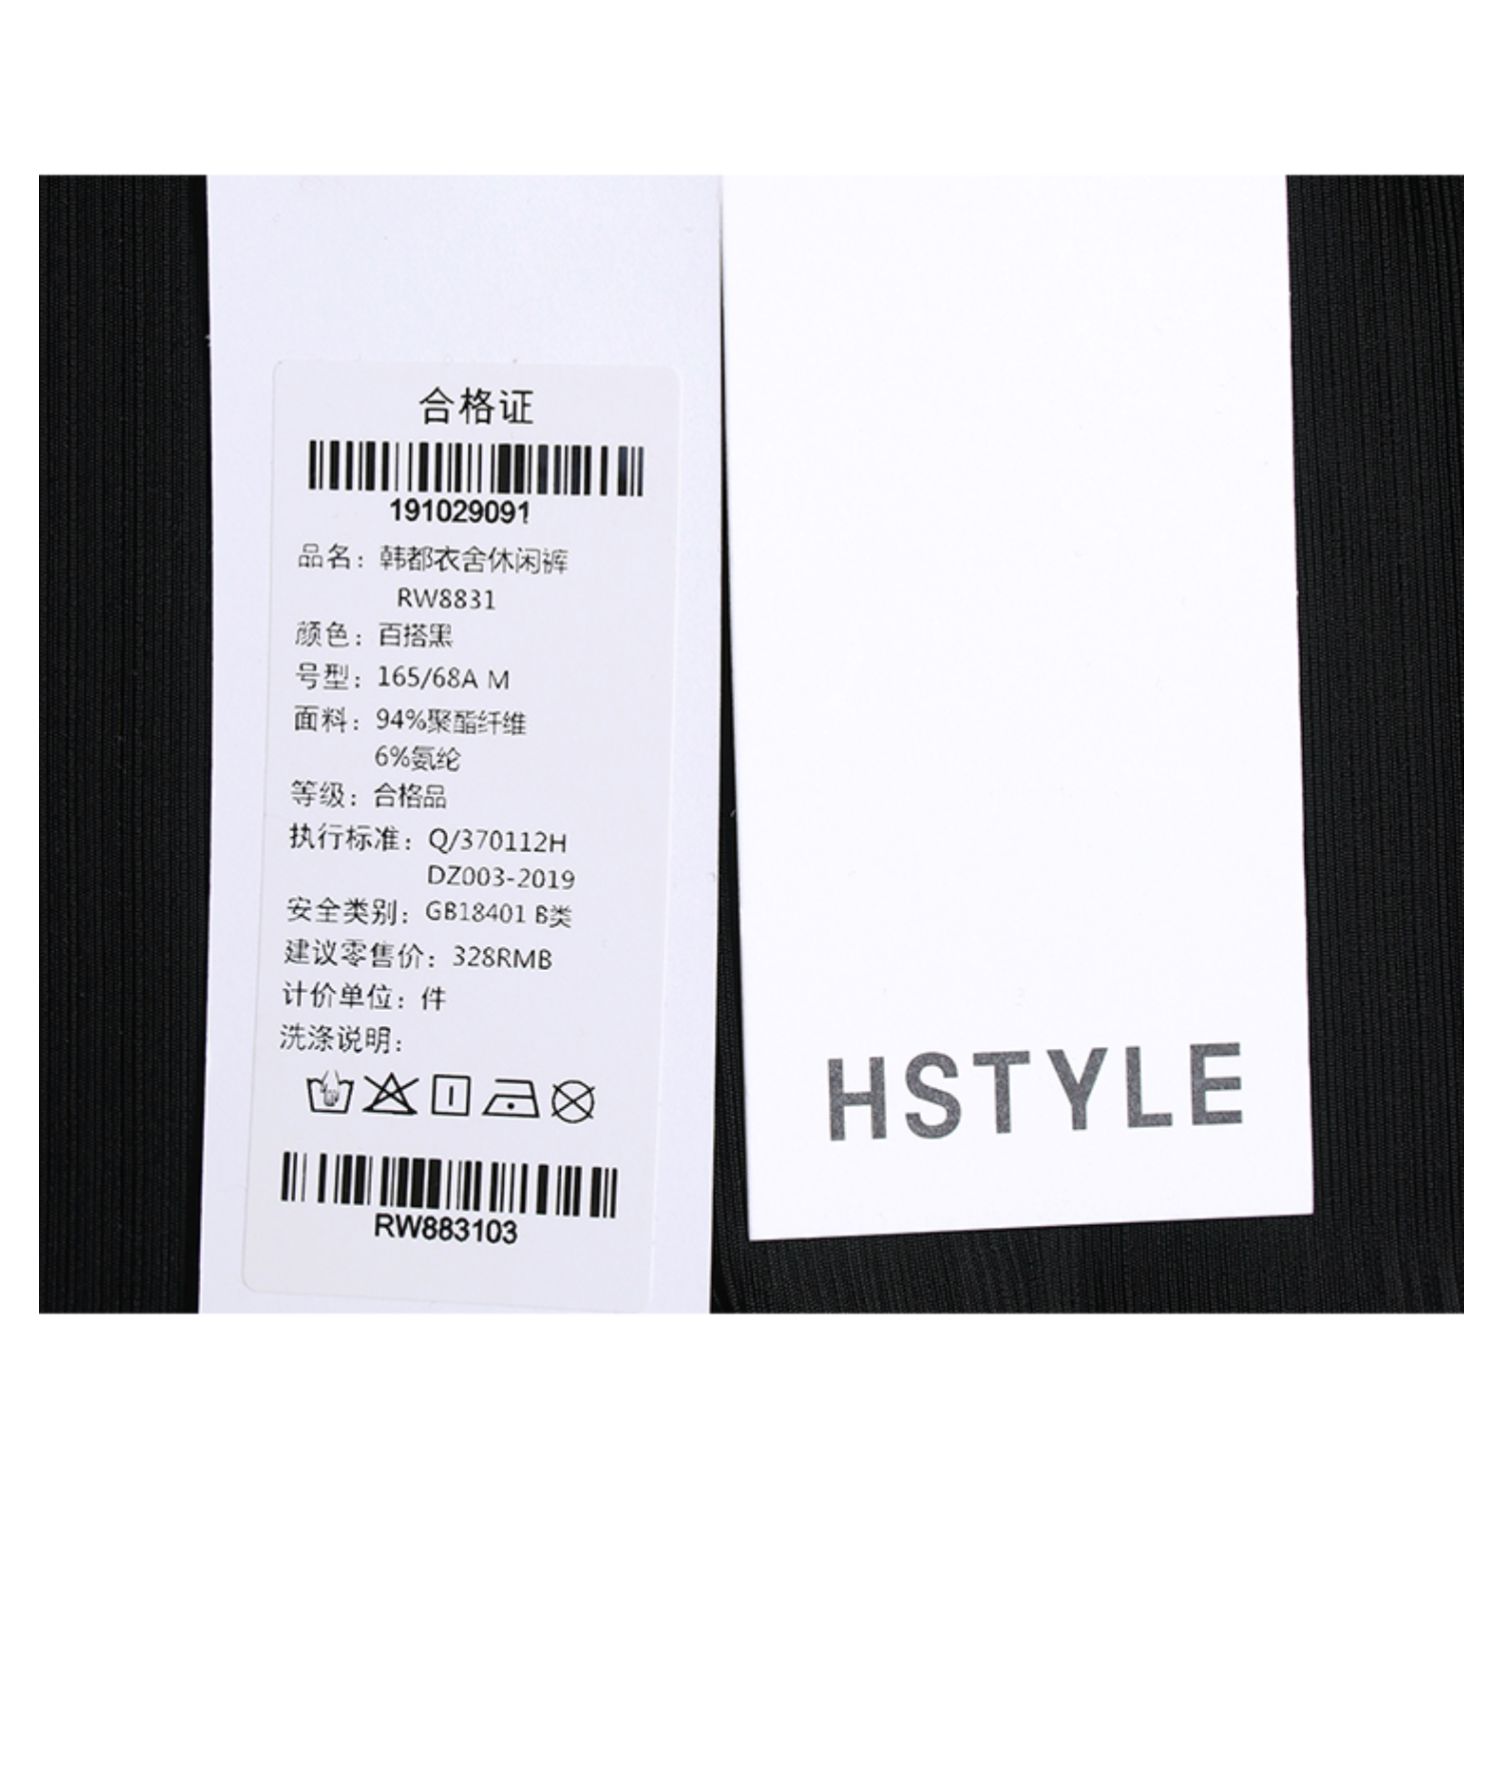 合格证
191029091
品名：韩都衣舍休闲裤
RW8831
颜色：百搭黑
号型：165/68A M
面料：94%聚酯纤维
6%氨纶
等级：合格品
执行标准：Q/370112H
DZ003-2019
安全类别：GB18401 B类
建议零售价：328RMB
计价单位：件
洗涤说明：
RW883103
HSTYLE